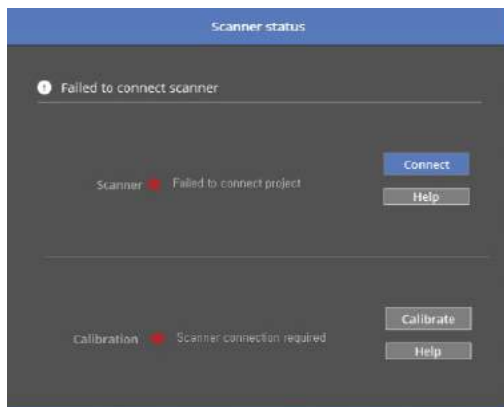 Scanner status
Failed to connect scanner
Connect
Scanner Failed to connect project
Help
Calibrate
Calibration Scanner connection required
Help